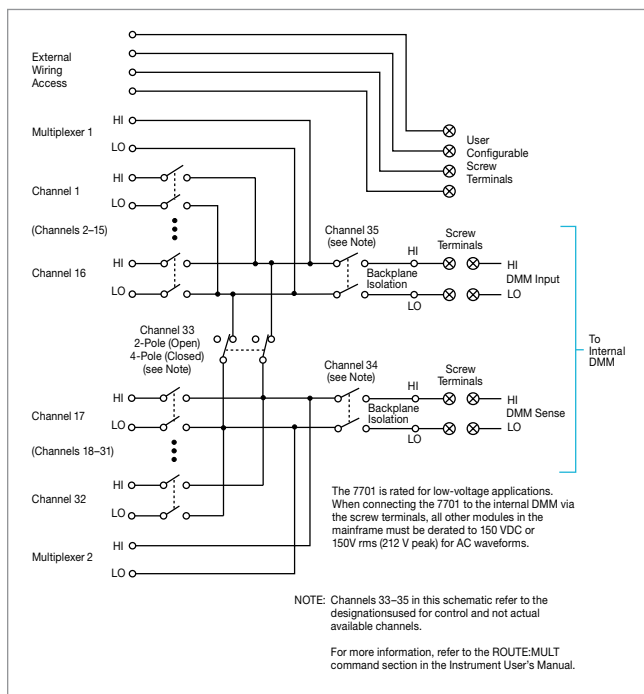 External
Wiring
Access
Multiplexer 1
HI
LO
User
Configurable
Screw
Terminals
Channel 1
HI
LO
(Channels 2–15)
Channel 16
HI
LO
Channel 35
(see Note)
Backplane
Isolation
HI
LO
Screw
Terminals
HI
DMM Input
LO
Channel 33
2-Pole (Open)
4-Pole (Closed)
(see Note)
To
Internal
DMM
Channel 34
(see Note)
Backplane
Isolation
HI
LO
Screw
Terminals
HI
DMM Sense
LO
Channel 17
HI
LO
(Channels 18–31)
Channel 32
HI
LO
Multiplexer 2
HI
LO
The 7701 is rated for low-voltage applications.
When connecting the 7701 to the internal DMM via
the screw terminals, all other modules in the
mainframe must be derated to 150 VDC or
150V rms (212 V peak) for AC waveforms.
NOTE: Channels 33–35 in this schematic refer to the
designationsused for control and not actual
available channels.
For more information, refer to the ROUTE:MULT
command section in the Instrument User's Manual.